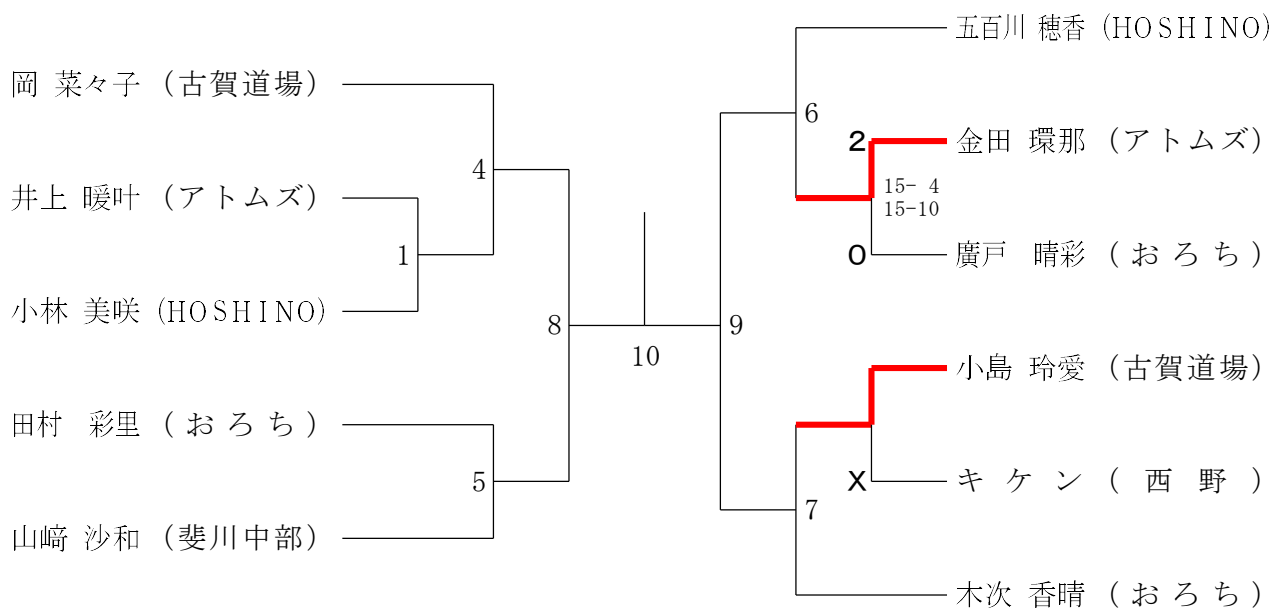 岡 菜々子 (古賀道場)
井上 暖叶 (アトムズ)
小林 美咲 (HOSHINO)
田村 彩里 (おろち)
山﨑 沙和 (斐川中部)
4
1
8
5
10
9
五百川 穂香 (HOSHINO)
6
2
金田 環那 (アトムズ)
15- 4
15-10
0
廣戸 晴彩 (おろち)
小島 玲愛 (古賀道場)
X
キケン (西野)
7
木次 香晴 (おろち)